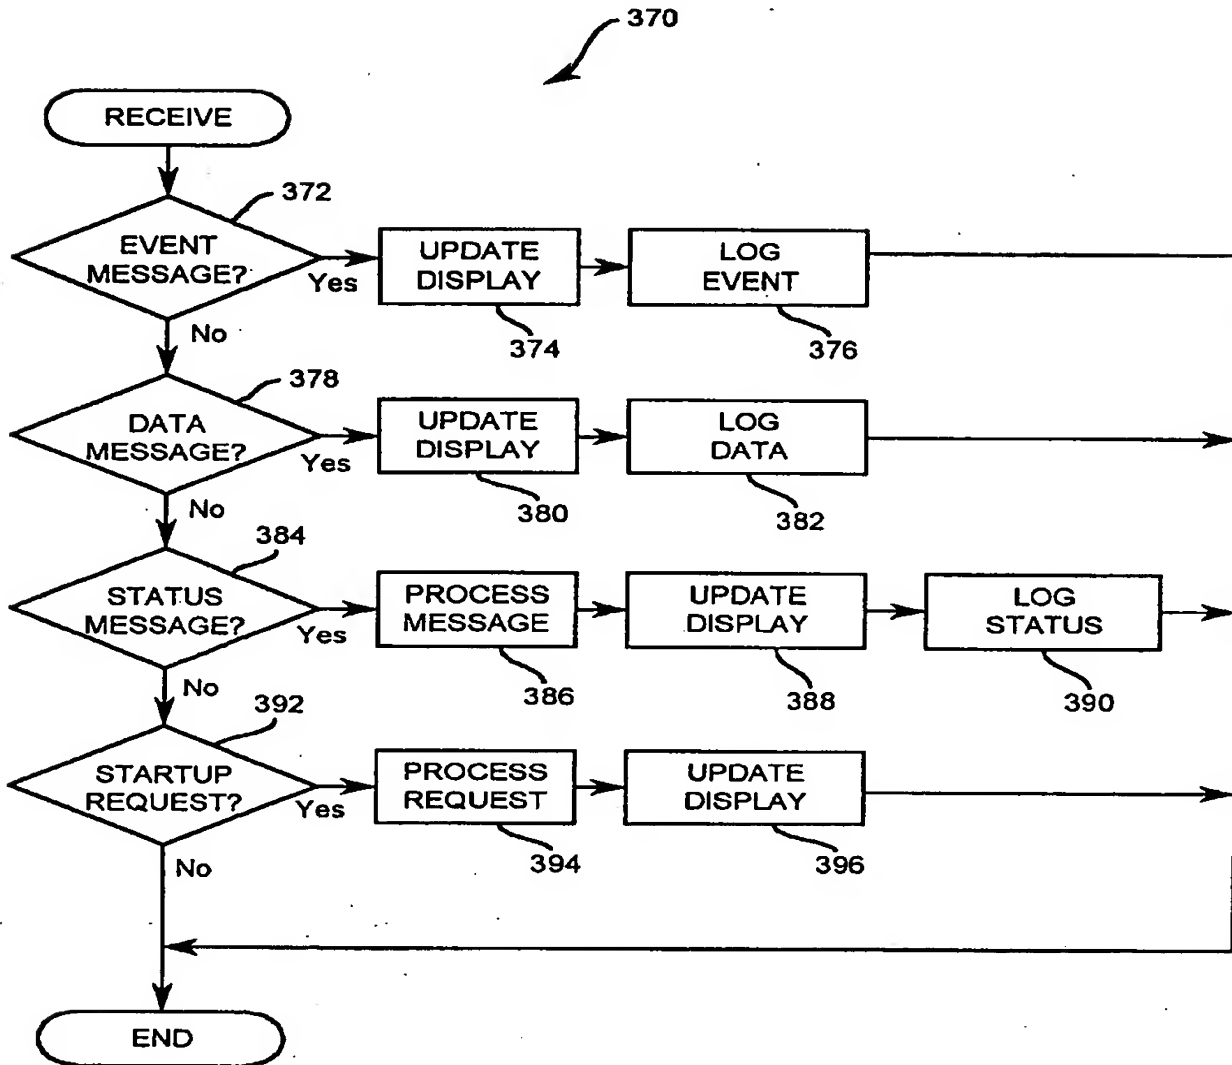 370
RECEIVE
372
EVENT
MESSAGE?
Yes
UPDATE
DISPLAY
374
LOG
EVENT
376
No
378
DATA
MESSAGE?
Yes
UPDATE
DISPLAY
380
LOG
DATA
382
No
384
STATUS
MESSAGE?
Yes
PROCESS
MESSAGE
386
UPDATE
DISPLAY
388
LOG
STATUS
390
No
392
STARTUP
REQUEST?
Yes
PROCESS
REQUEST
394
UPDATE
DISPLAY
396
No
END